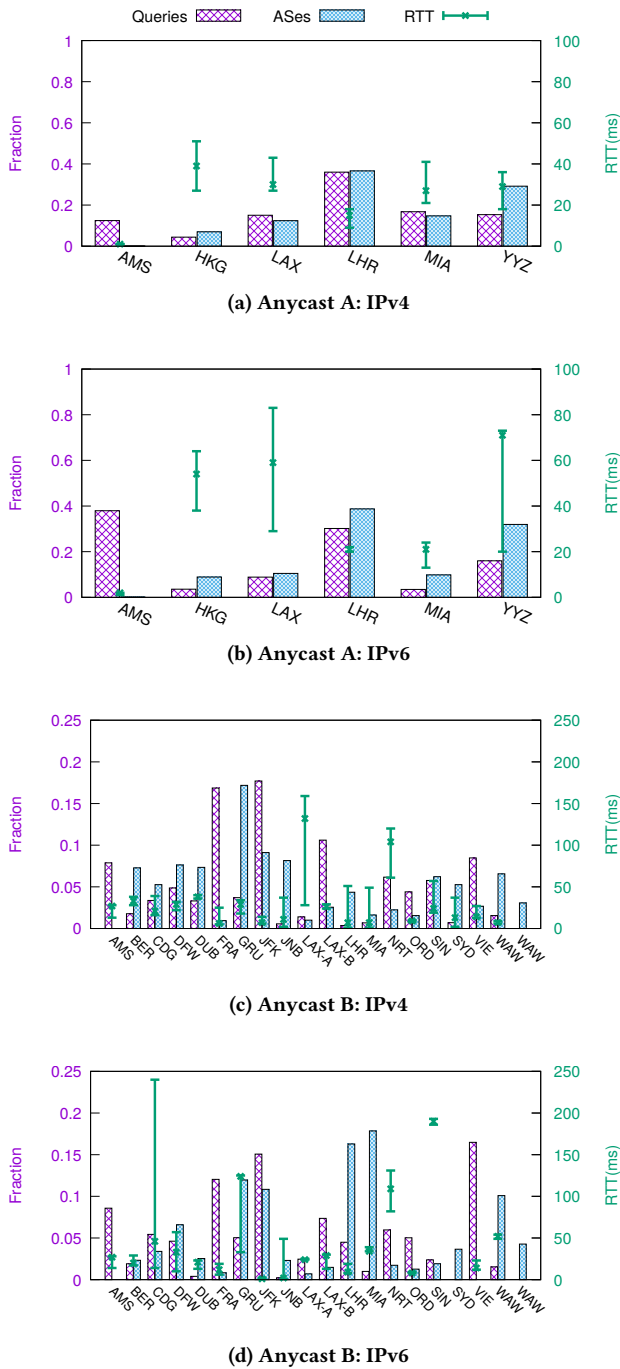 Queries ASes RTT
1 100
0.8 80
0.6 60
0.4 40
0.2 20
0 0
Fraction
RTT(ms)
AMS HKG LAX LHR MIA YYZ
(a) Anycast A: IPv4
1 100
0.8 80
0.6 60
0.4 40
0.2 20
0 0
Fraction
RTT(ms)
AMS HKG LAX LHR MIA YYZ
(b) Anycast A: IPv6
0.25 250
0.2 200
0.15 150
0.1 100
0.05 50
0 0
Fraction
RTT(ms)
AMS BER CDG DFW DUB FRA GRU JFK JNB LAX-A LAX-B LHR MIA NRT ORD SIN SYD VIE WAW WAW
(c) Anycast B: IPv4
0.25 250
0.2 200
0.15 150
0.1 100
0.05 50
0 0
Fraction
RTT(ms)
AMS BER CDG DFW DUB FRA GRU JFK JNB LAX-A LAX-B LHR MIA NRT ORD SIN SYD VIE WAW WAW
(d) Anycast B: IPv6